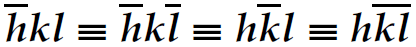 h̅kl ≡ h̅kl̅ ≡ hk̅l ≡ hk̅l̅